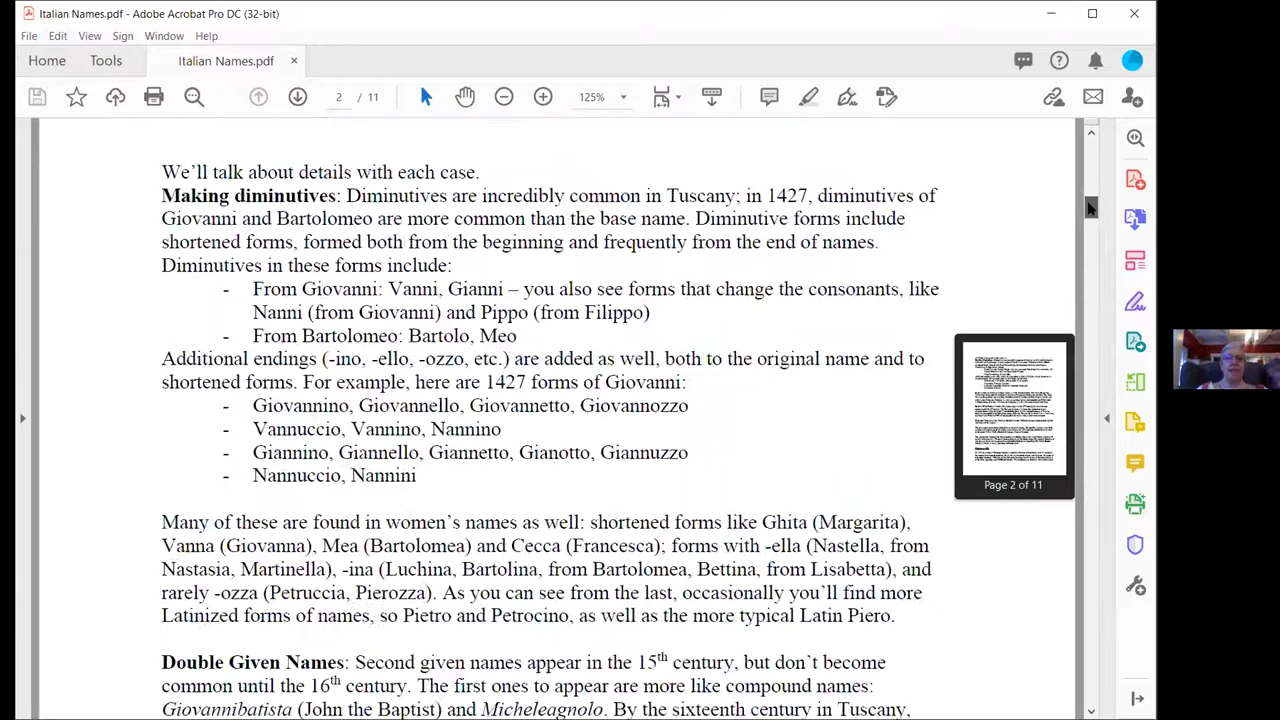 Italian Names.pdf - Adobe Acrobat Pro DC (32-bit)
File Edit View Sign Window Help
Home Tools Italian Names.pdf ×
2 / 11 125%
We'll talk about details with each case.
Making diminutives: Diminutives are incredibly common in Tuscany; in 1427, diminutives of
Giovanni and Bartolomeo are more common than the base name. Diminutive forms include
shortened forms, formed both from the beginning and frequently from the end of names.
Diminutives in these forms include:
- From Giovanni: Vanni, Gianni – you also see forms that change the consonants, like
Nanni (from Giovanni) and Pippo (from Filippo)
- From Bartolomeo: Bartolo, Meo
Additional endings (-ino, -ello, -ozzo, etc.) are added as well, both to the original name and to
shortened forms. For example, here are 1427 forms of Giovanni:
- Giovannino, Giovannello, Giovannetto, Giovannozzo
- Vannuccio, Vannino, Nannino
- Giannino, Giannello, Giannetto, Gianotto, Giannuzzo
- Nannuccio, Nannini
Page 2 of 11
Many of these are found in women's names as well: shortened forms like Ghita (Margarita),
Vanna (Giovanna), Mea (Bartolomea) and Cecca (Francesca); forms with -ella (Nastella, from
Nastasia, Martinella), -ina (Luchina, Bartolina, from Bartolomea, Bettina, from Lisabetta), and
rarely -ozza (Petruccia, Pierozza). As you can see from the last, occasionally you'll find more
Latinized forms of names, so Pietro and Petrocino, as well as the more typical Latin Piero.
Double Given Names: Second given names appear in the 15th century, but don`t become
common until the 16th century. The first ones to appear are more like compound names:
Giovannibatista (John the Baptist) and Micheleagnolo. By the sixteenth century in Tuscany,